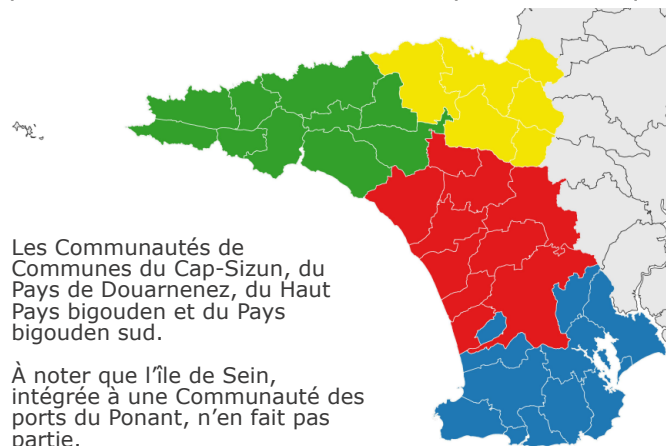 Les Communautés de
Communes du Cap-Sizun, du
Pays de Douarnenez, du Haut
Pays bigouden et du Pays
bigouden sud.
À noter que l'île de Sein,
intégrée à une Communauté des
ports du Ponant, n'en fait pas
partie.